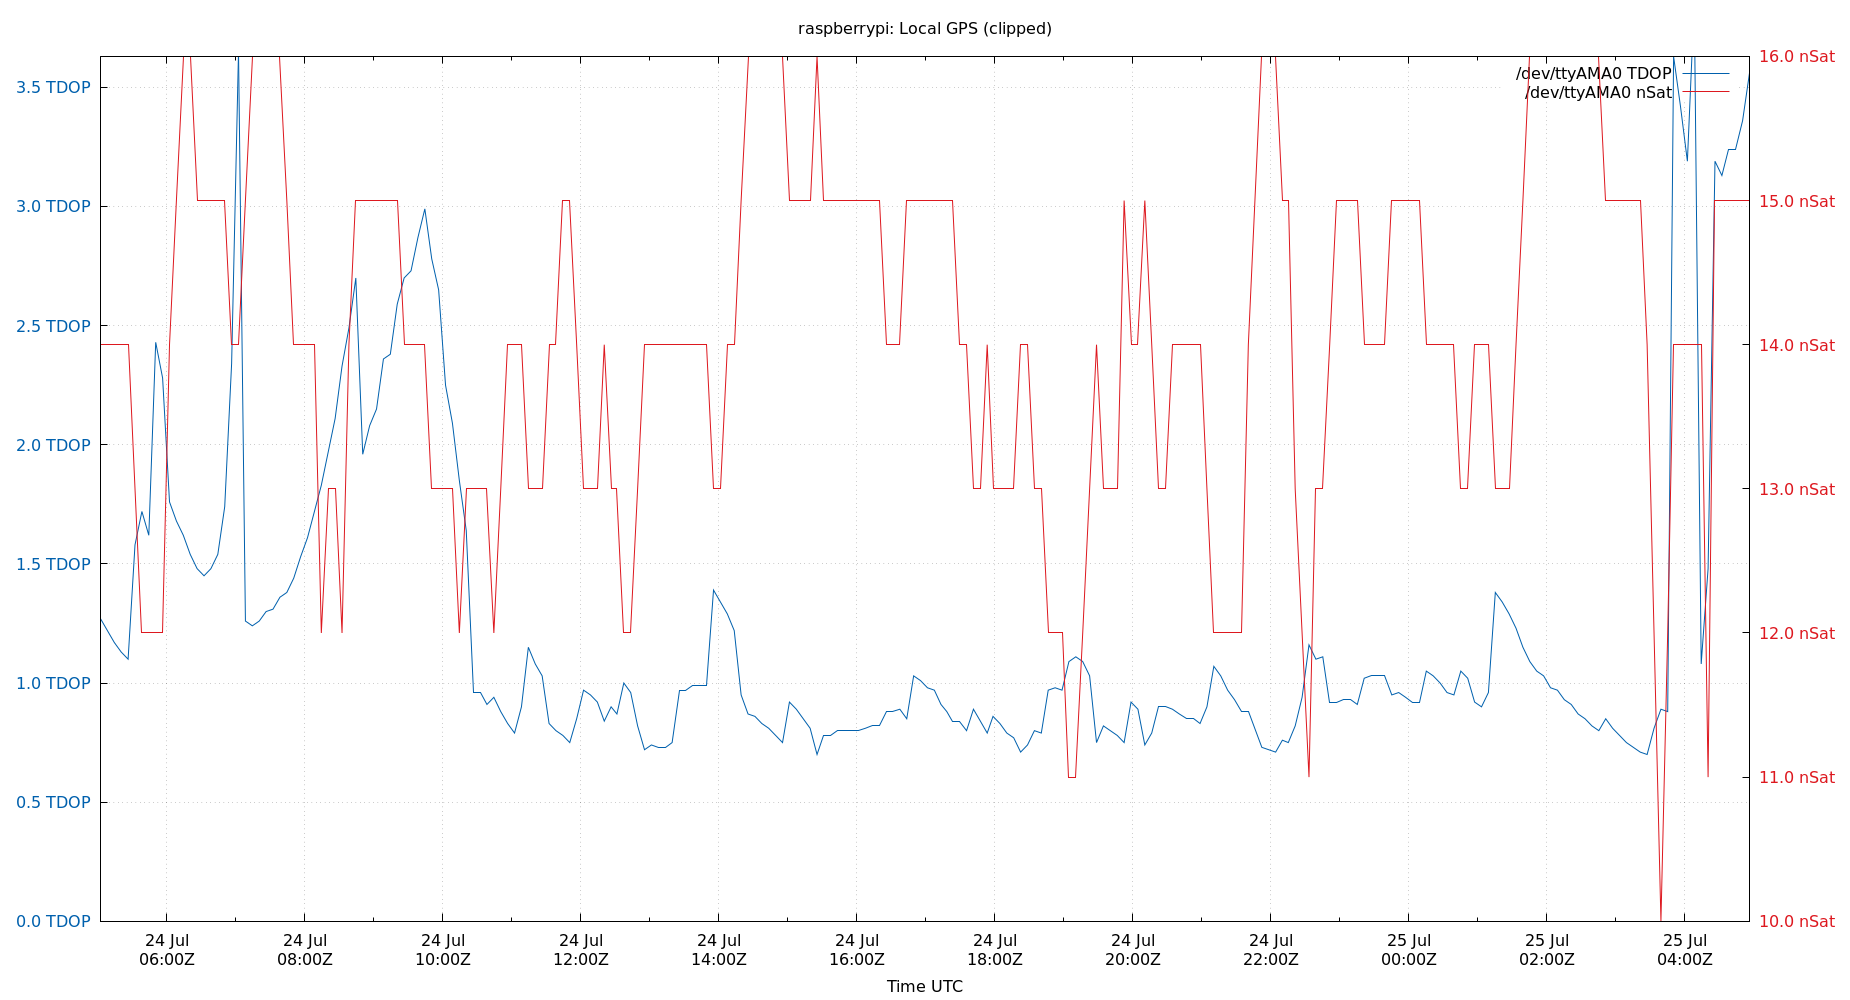 raspberrypi: Local GPS (clipped)
/dev/ttyAMA0 TDOP
/dev/ttyAMA0 nSat
3.5 TDOP
3.0 TDOP
2.5 TDOP
2.0 TDOP
1.5 TDOP
1.0 TDOP
0.5 TDOP
0.0 TDOP
16.0 nSat
15.0 nSat
14.0 nSat
13.0 nSat
12.0 nSat
11.0 nSat
10.0 nSat
24 Jul
06:00Z
24 Jul
08:00Z
24 Jul
10:00Z
24 Jul
12:00Z
24 Jul
14:00Z
24 Jul
16:00Z
24 Jul
18:00Z
24 Jul
20:00Z
24 Jul
22:00Z
25 Jul
00:00Z
25 Jul
02:00Z
25 Jul
04:00Z
Time UTC